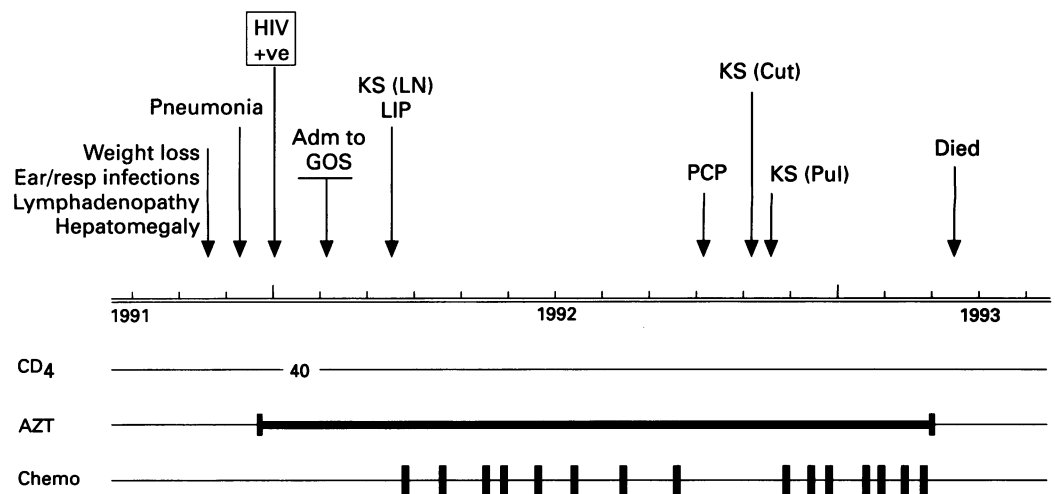 HIV
+ve
KS (Cut)
KS (LN)
LIP
Pneumonia
Adm to
GOS
Died
Weight loss
Ear/resp infections
Lymphadenopathy
Hepatomegaly
PCP
KS (Pul)
1991
1992
1993
CD4
40
AZT
Chemo